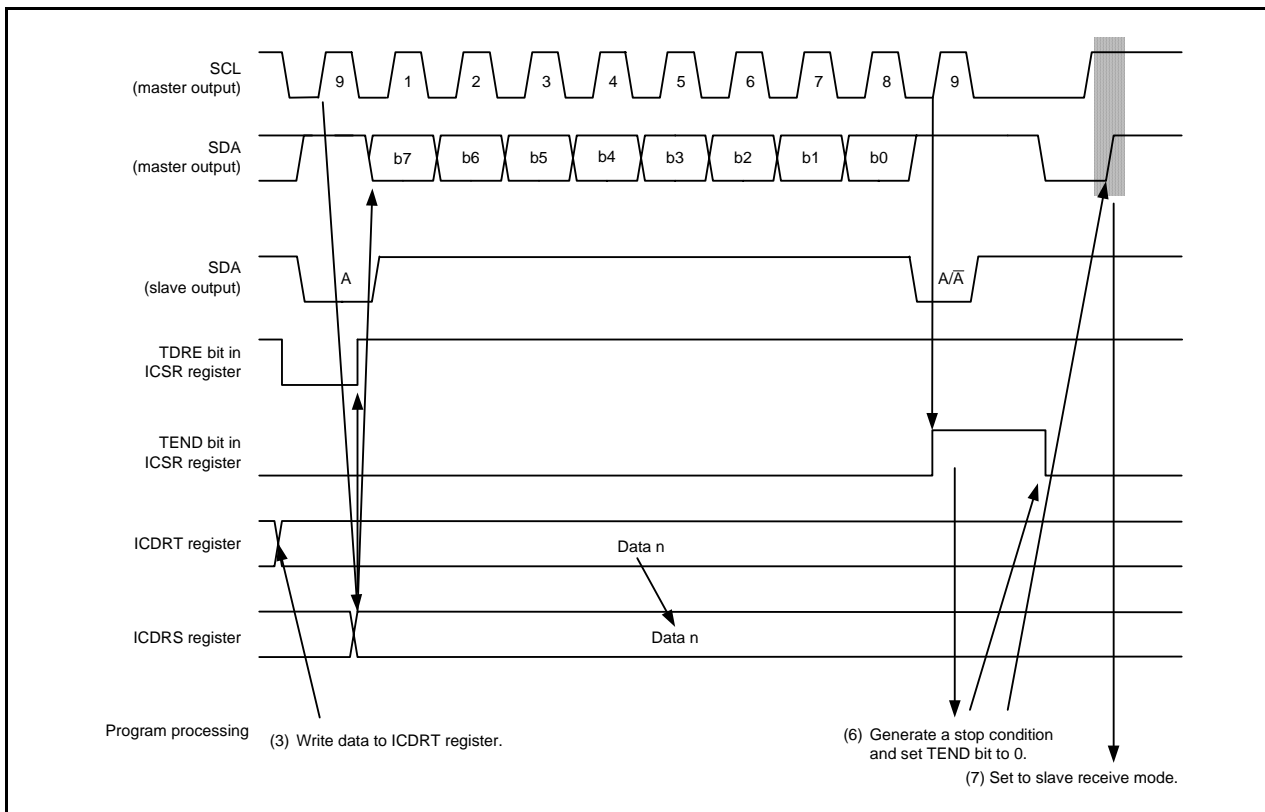 SCL
(master output)
9 1 2 3 4 5 6 7 8 9
SDA
(master output)
b7 b6 b5 b4 b3 b2 b1 b0
SDA
(slave output)
A A/A̅
TDRE bit in
ICSR register
TEND bit in
ICSR register
ICDRT register
Data n
ICDRS register
Data n
Program processing
(3) Write data to ICDRT register.
(6) Generate a stop condition
and set TEND bit to 0.
(7) Set to slave receive mode.